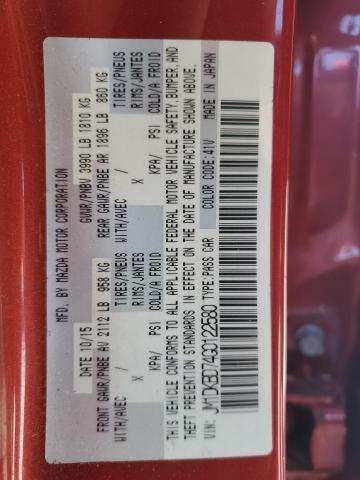 MFD. BY MAZDA MOTOR CORPORATION
DATE 10/15 GVWR/PNBV 3990 LB 1810 KG
FRONT GAWR/PNBE AV 2112 LB 958 KG REAR GAWR/PNBE AR 1896 LB 860 KG
WITH/AVEC / TIRES/PNEUS WITH/AVEC / TIRES/PNEUS
X RIMS/JANTES X RIMS/JANTES
KPA/ PSI COLD/A FROID KPA/ PSI COLD/A FROID
THIS VEHICLE CONFORMS TO ALL APPLICABLE FEDERAL MOTOR VEHICLE SAFETY, BUMPER, AND
THEFT PREVENTION STANDARDS IN EFFECT ON THE DATE OF MANUFACTURE SHOWN ABOVE.
VIN: JM1DKBD74G0122580 TYPE:PASS CAR COLOR CODE:41V MADE IN JAPAN